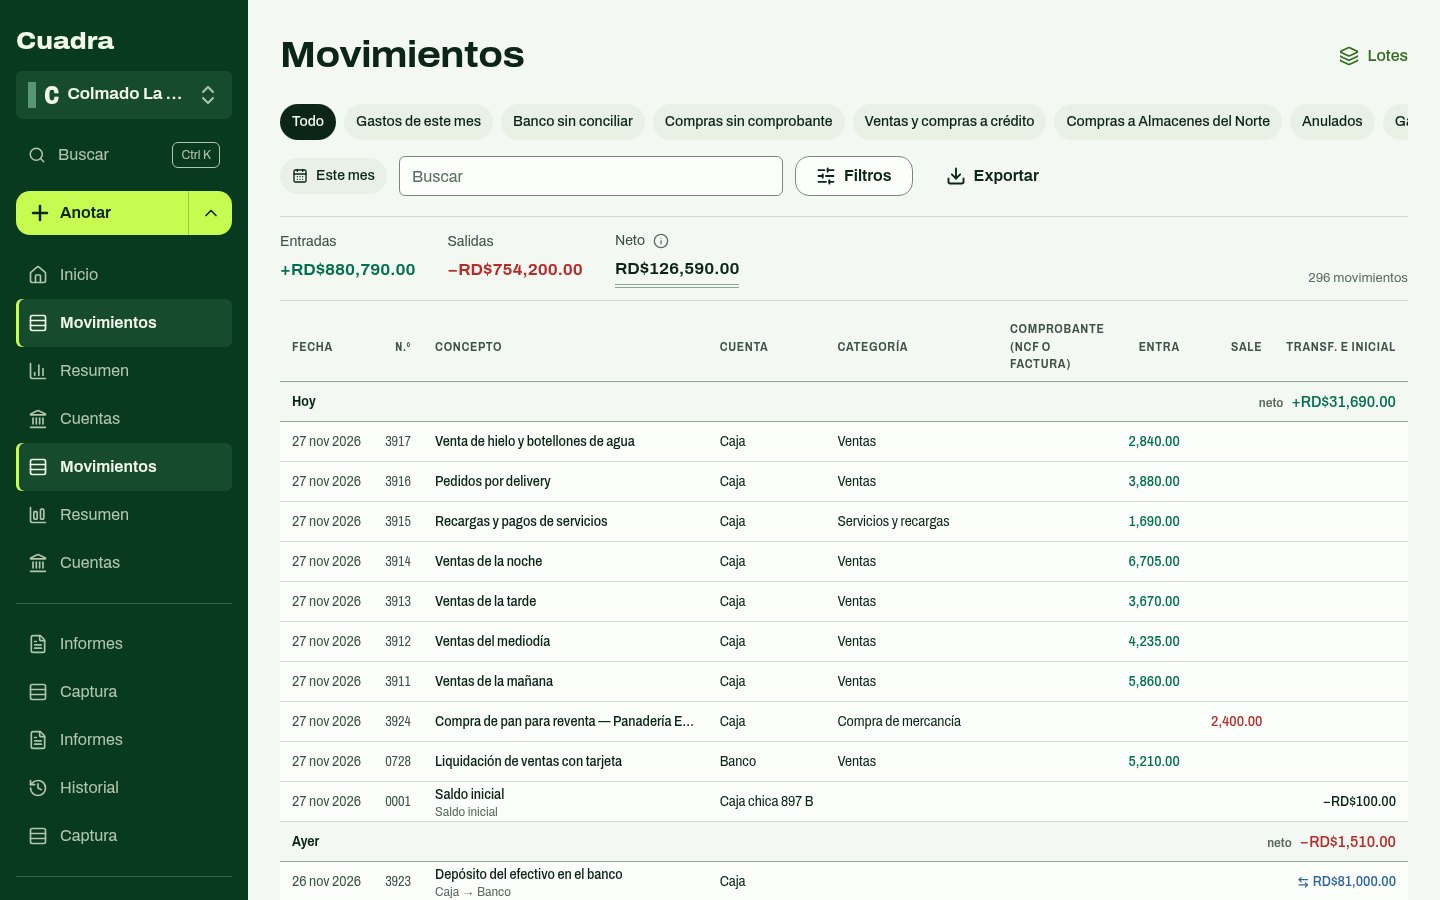 Cuadra
C Colmado La ...
Buscar Ctrl K
Anotar
Inicio
Movimientos
Resumen
Cuentas
Movimientos
Resumen
Cuentas
Informes
Captura
Informes
Historial
Captura
Movimientos
Lotes
Todo Gastos de este mes Banco sin conciliar Compras sin comprobante Ventas y compras a crédito Compras a Almacenes del Norte Anulados
Este mes Buscar Filtros Exportar
Entradas Salidas Neto
+RD$880,790.00 −RD$754,200.00 RD$126,590.00
296 movimientos
FECHA N.º CONCEPTO CUENTA CATEGORÍA COMPROBANTE (NCF O FACTURA) ENTRA SALE TRANSF. E INICIAL
Hoy neto +RD$31,690.00
27 nov 2026 3917 Venta de hielo y botellones de agua Caja Ventas 2,840.00
27 nov 2026 3916 Pedidos por delivery Caja Ventas 3,880.00
27 nov 2026 3915 Recargas y pagos de servicios Caja Servicios y recargas 1,690.00
27 nov 2026 3914 Ventas de la noche Caja Ventas 6,705.00
27 nov 2026 3913 Ventas de la tarde Caja Ventas 3,670.00
27 nov 2026 3912 Ventas del mediodía Caja Ventas 4,235.00
27 nov 2026 3911 Ventas de la mañana Caja Ventas 5,860.00
27 nov 2026 3924 Compra de pan para reventa — Panadería E... Caja Compra de mercancía 2,400.00
27 nov 2026 0728 Liquidación de ventas con tarjeta Banco Ventas 5,210.00
27 nov 2026 0001 Saldo inicial Caja chica 897 B −RD$100.00
Saldo inicial
Ayer neto −RD$1,510.00
26 nov 2026 3923 Depósito del efectivo en el banco Caja ⇆ RD$81,000.00
Caja → Banco